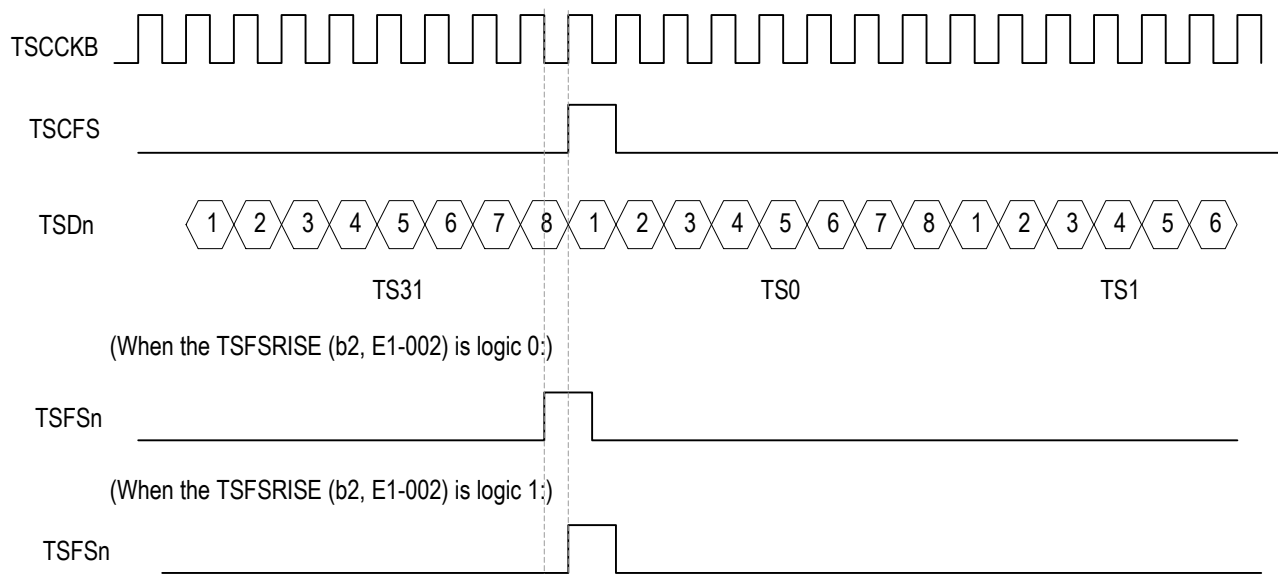 TSCCKB
TSCFS
TSDn 1 2 3 4 5 6 7 8 1 2 3 4 5 6 7 8 1 2 3 4 5 6
TS31 TS0 TS1
(When the TSFSRISE (b2, E1-002) is logic 0:)
TSFSn
(When the TSFSRISE (b2, E1-002) is logic 1:)
TSFSn